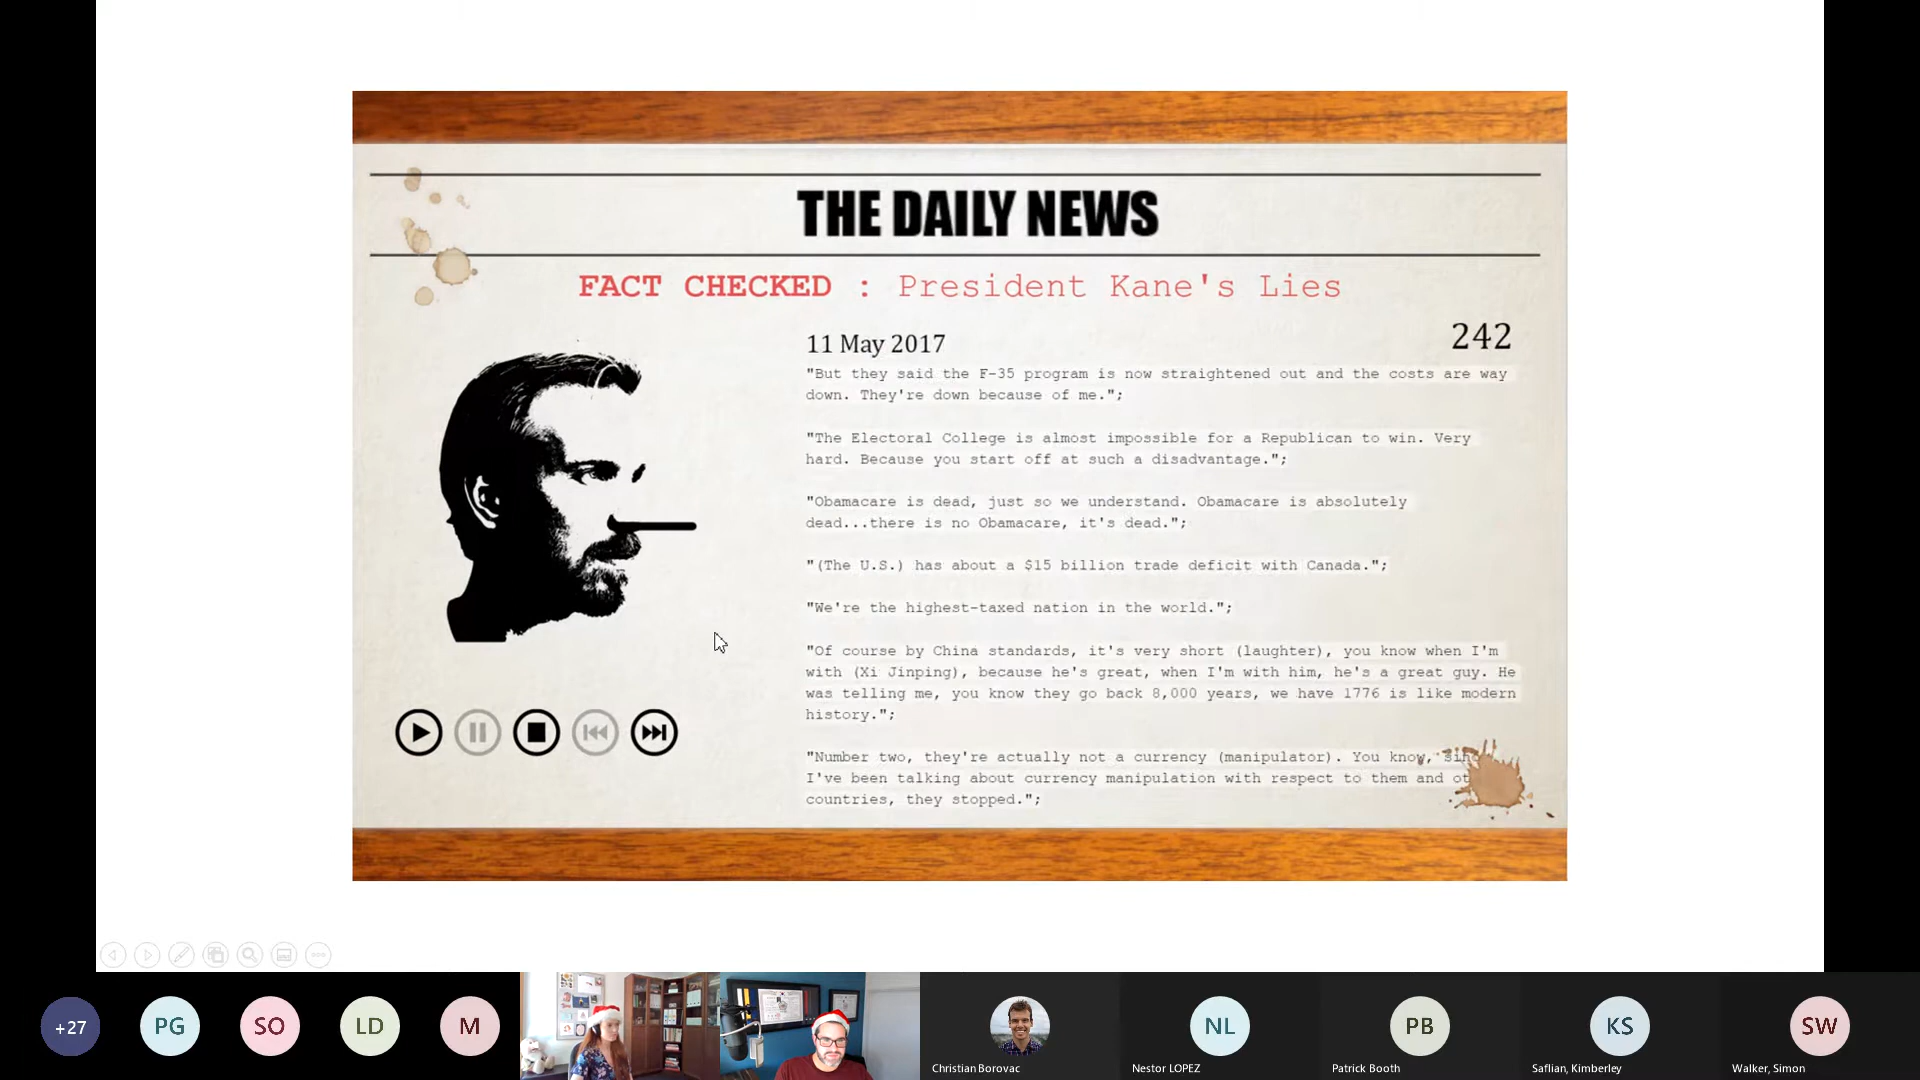 THE DAILY NEWS
FACT CHECKED : President Kane's Lies
11 May 2017
242
"But they said the F-35 program is now straightened out and the costs are way
down. They're down because of me.";
"The Electoral College is almost impossible for a Republican to win. Very
hard. Because you start off at such a disadvantage.";
"Obamacare is dead, just so we understand. Obamacare is absolutely
dead...there is no Obamacare, it's dead.";
"(The U.S.) has about a $15 billion trade deficit with Canada.";
"We're the highest-taxed nation in the world.";
"Of course by China standards, it's very short (laughter), you know when I'm
with (Xi Jinping), because he's great, when I'm with him, he's a great guy. He
was telling me, you know they go back 8,000 years, we have 1776 is like modern
history.";
"Number two, they're actually not a currency (manipulator). You know,
I've been talking about currency manipulation with respect to them and
countries, they stopped.";
+27
PG
SO
LD
M
NL
PB
KS
SW
Christian Borovac
Nestor LOPEZ
Patrick Booth
Saflian, Kimberley
Walker, Simon